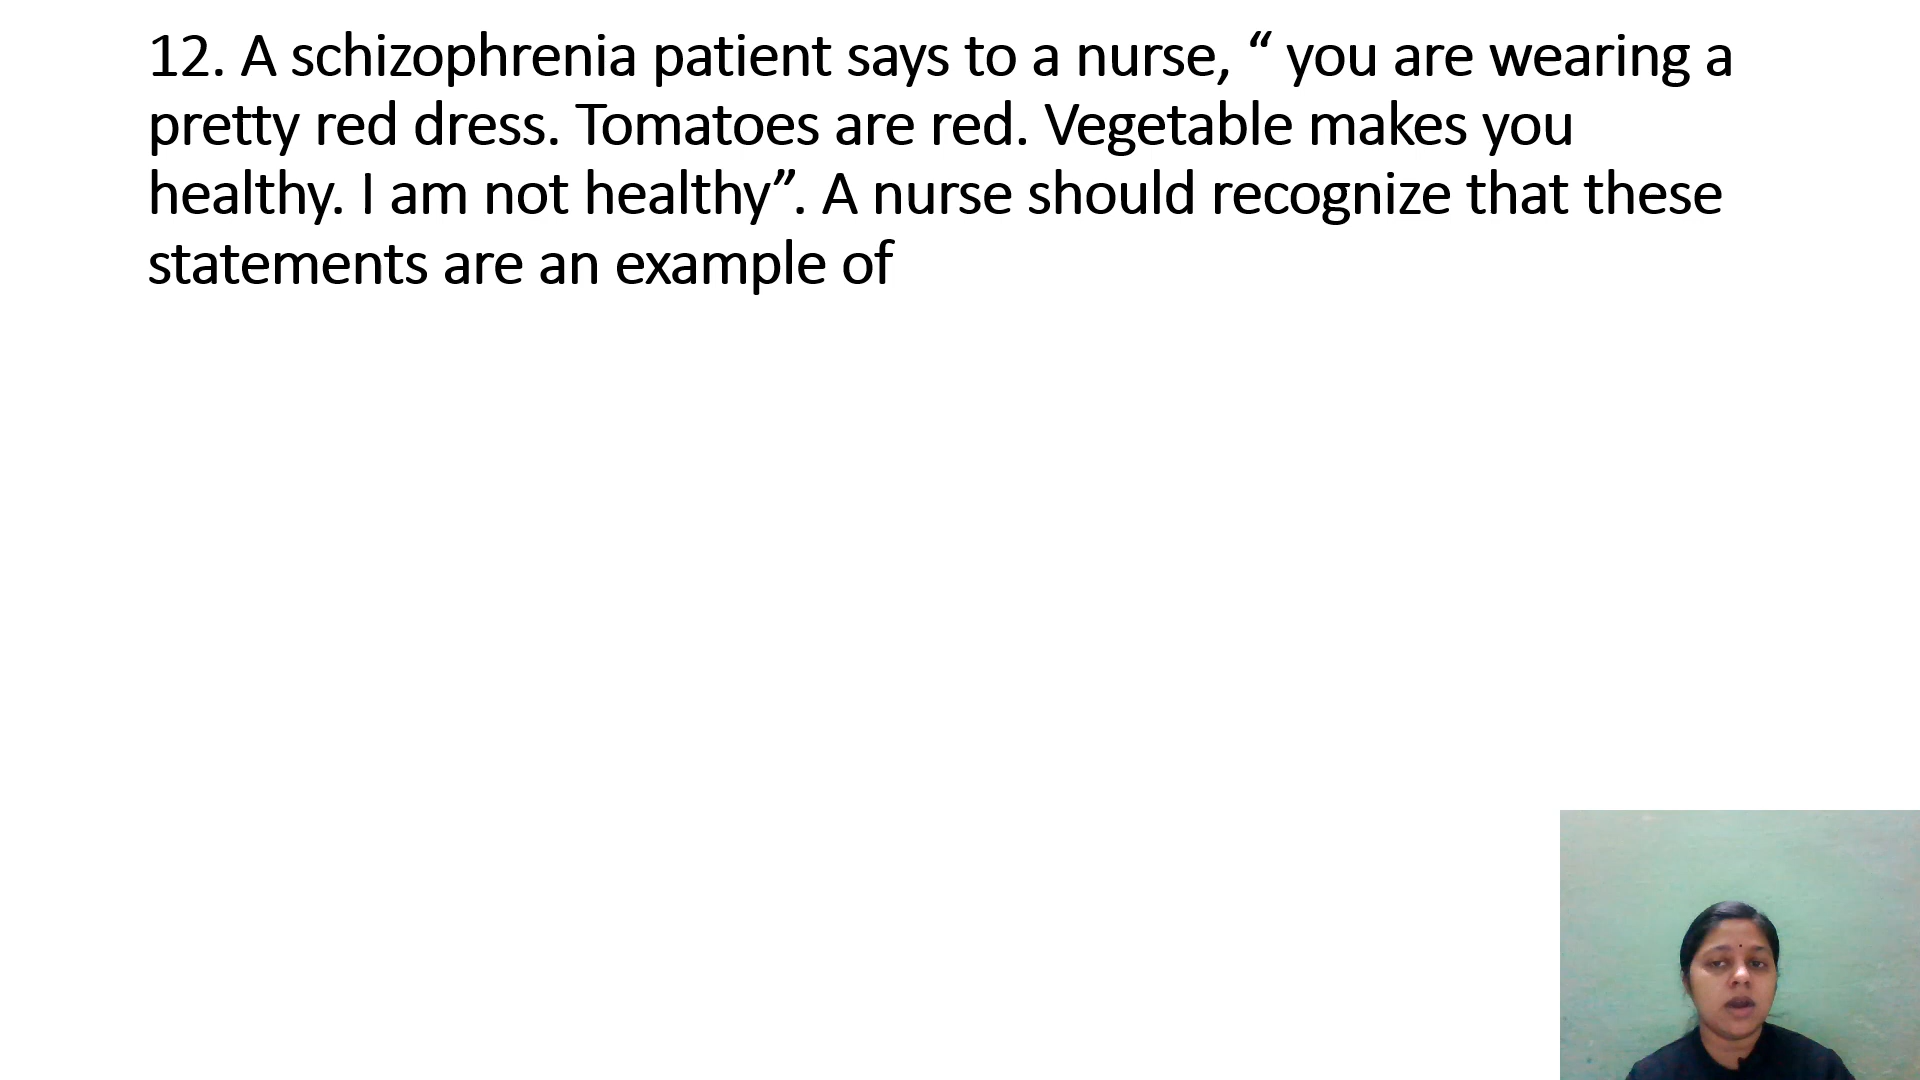 12. A schizophrenia patient says to a nurse, “ you are wearing a
pretty red dress. Tomatoes are red. Vegetable makes you
healthy. I am not healthy”. A nurse should recognize that these
statements are an example of